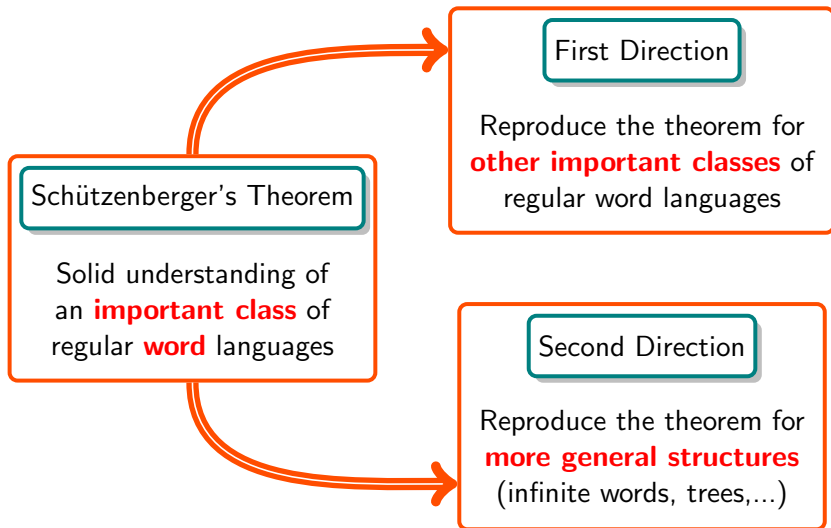 Schützenberger's Theorem
Solid understanding of
an important class of
regular word languages
First Direction
Reproduce the theorem for
other important classes of
regular word languages
Second Direction
Reproduce the theorem for
more general structures
(infinite words, trees,...)